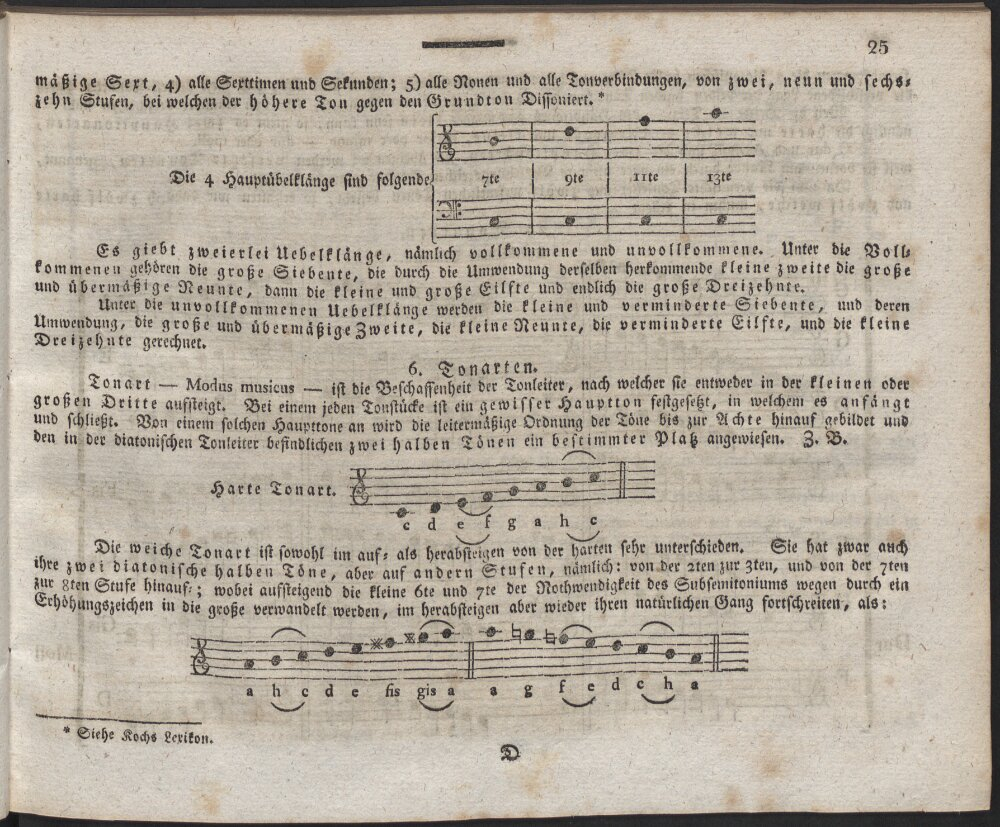 25
mäßige Sext, 4) alle Septimen und Sekunden; 5) alle Nonen und alle Tonverbindungen, von zwei, neun und sechs-
zehn Stufen, bei welchen der höhere Ton gegen den Grundton Dissoniert. *
Die 4 Hauptübelklänge sind folgende: 7te 9te 11te 13te
Es giebt zweierlei Uebelklänge, nämlich vollkommene und unvollkommene. Unter die Voll-
kommenen gehören die große Siebente, die durch die Umwendung derselben herkommende kleine zweite die große
und übermäßige Neunte, dann die kleine und große Eilfte und endlich die große Dreizehnte.
Unter die unvollkommenen Uebelklänge werden die kleine und verminderte Siebente, und deren
Umwendung, die große und übermäßige Zweite, die kleine Neunte, die verminderte Eilfte, und die kleine
Dreizehnte gerechnet.
6. Tonarten.
Tonart — Modus musicus — ist die Beschaffenheit der Tonleiter, nach welcher sie entweder in der kleinen oder
großen Dritte aufsteigt. Bei einem jeden Tonstücke ist ein gewisser Hauptton festgesetzt, in welchem es anfängt
und schließt. Von einem solchen Haupttone an wird die leitermäßige Ordnung der Töne bis zur Achte hinauf gebildet und
den in der diatonischen Tonleiter befindlichen zwei halben Tönen ein bestimmter Platz angewiesen. Z. B.
Harte Tonart.
c d e f g a h c
Die weiche Tonart ist sowohl im auf- als herabsteigen von der harten sehr unterschieden. Sie hat zwar auch
ihre zwei diatonische halben Töne, aber auf andern Stufen, nämlich: von der 2ten zur 3ten, und von der 7ten
zur 8ten Stufe hinauf-; wobei aufsteigend die kleine 6te und 7te der Nothwendigkeit des Subsemitoniums wegen durch ein
Erhöhungszeichen in die große verwandelt werden, im herabsteigen aber wieder ihren natürlichen Gang fortschreiten, als:
a h c d e fis gis a a g f e d c h a
* Siehe Kochs Lexikon.
D